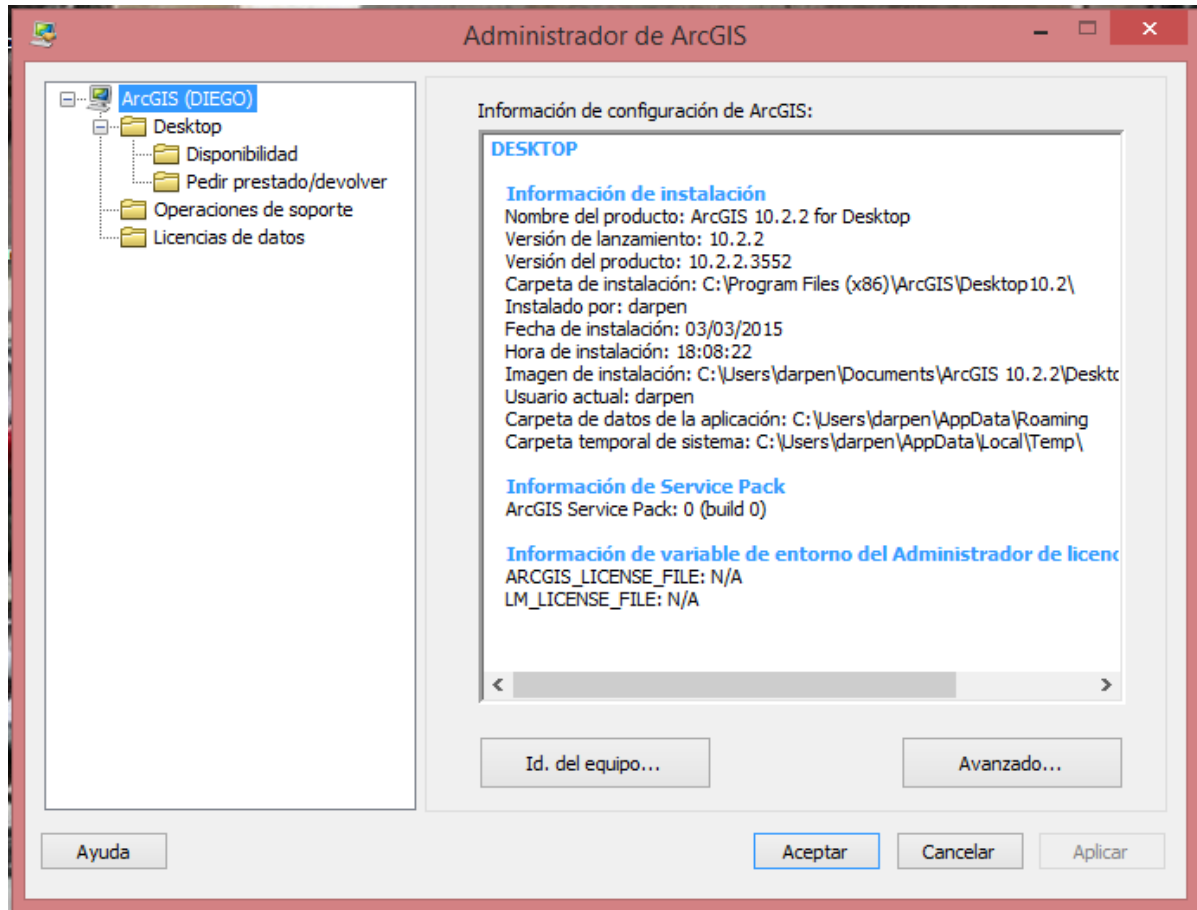 Administrador de ArcGIS
ArcGIS (DIEGO)
Desktop
Disponibilidad
Pedir prestado/devolver
Operaciones de soporte
Licencias de datos
Información de configuración de ArcGIS:
DESKTOP
Información de instalación
Nombre del producto: ArcGIS 10.2.2 for Desktop
Versión de lanzamiento: 10.2.2
Versión del producto: 10.2.2.3552
Carpeta de instalación: C:\Program Files (x86)\ArcGIS\Desktop10.2\
Instalado por: darpen
Fecha de instalación: 03/03/2015
Hora de instalación: 18:08:22
Imagen de instalación: C:\Users\darpen\Documents\ArcGIS 10.2.2\Deskto
Usuario actual: darpen
Carpeta de datos de la aplicación: C:\Users\darpen\AppData\Roaming
Carpeta temporal de sistema: C:\Users\darpen\AppData\Local\Temp\
Información de Service Pack
ArcGIS Service Pack: 0 (build 0)
Información de variable de entorno del Administrador de licenc
ARCGIS_LICENSE_FILE: N/A
LM_LICENSE_FILE: N/A
Id. del equipo...
Avanzado...
Ayuda
Aceptar
Cancelar
Aplicar